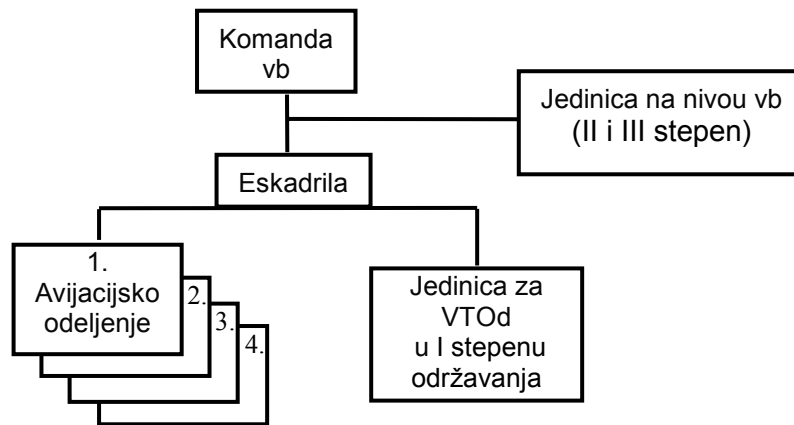 Komanda
vb
Jedinica na nivou vb
(II i III stepen)
Eskadrila
1.
Avijacijsko
odeljenje
2.
3.
4.
Jedinica za
VTOd
u I stepenu
održavanja